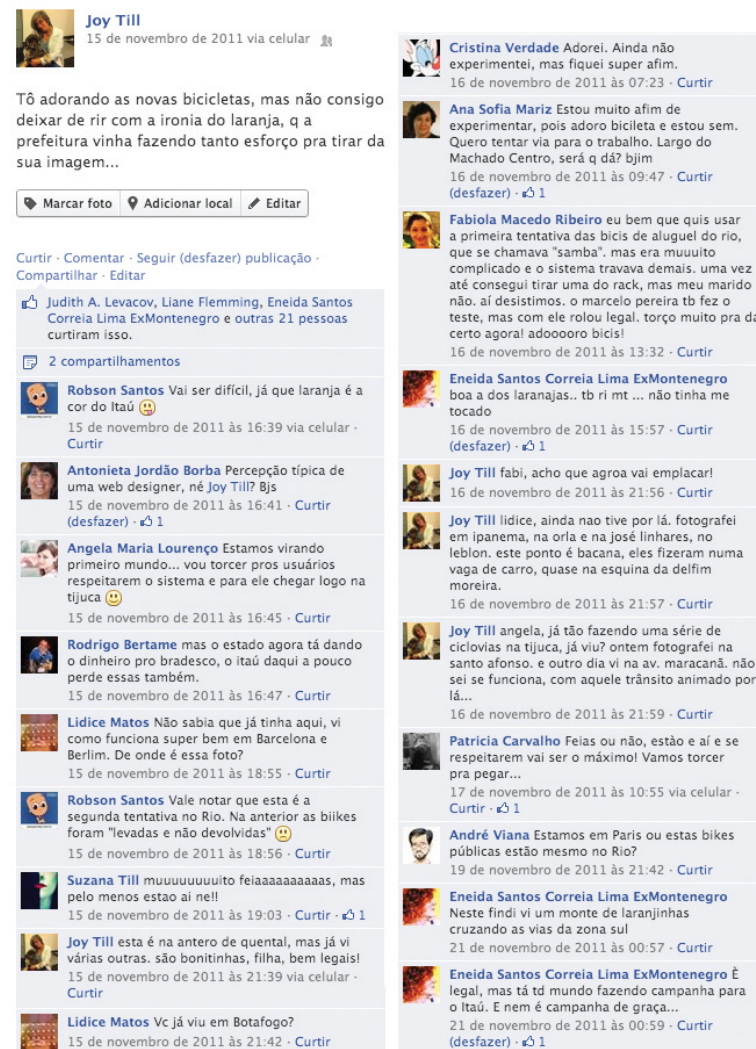 Joy Till
15 de novembro de 2011 via celular
Tô adorando as novas bicicletas, mas não consigo
deixar de rir com a ironia do laranja, q a
prefeitura vinha fazendo tanto esforço pra tirar da
sua imagem...
Marcar foto Adicionar local Editar
Curtir · Comentar · Seguir (desfazer) publicação ·
Compartilhar · Editar
Judith A. Levacov, Liane Flemming, Eneida Santos
Correia Lima ExMontenegro e outras 21 pessoas
curtiram isso.
2 compartilhamentos
Robson Santos Vai ser difícil, já que laranja é a
cor do Itaú
15 de novembro de 2011 às 16:39 via celular ·
Curtir
Antonieta Jordão Borba Percepção típica de
uma web designer, né Joy Till? Bjs
15 de novembro de 2011 às 16:41 · Curtir
(desfazer) · 1
Angela Maria Lourenço Estamos virando
primeiro mundo... vou torcer pros usuários
respeitarem o sistema e para ele chegar logo na
tijuca
15 de novembro de 2011 às 16:45 · Curtir
Rodrigo Bertame mas o estado agora tá dando
o dinheiro pro bradesco, o itaú daqui a pouco
perde essas também.
15 de novembro de 2011 às 16:47 · Curtir
Lidice Matos Não sabia que já tinha aqui, vi
como funciona super bem em Barcelona e
Berlim. De onde é essa foto?
15 de novembro de 2011 às 18:55 · Curtir
Robson Santos Vale notar que esta é a
segunda tentativa no Rio. Na anterior as biikes
foram "levadas e não devolvidas"
15 de novembro de 2011 às 18:56 · Curtir
Suzana Till muuuuuuuito feiaaaaaaaaaas, mas
pelo menos estao ai ne!!
15 de novembro de 2011 às 19:03 · Curtir · 1
Joy Till esta é na antero de quental, mas já vi
várias outras. são bonitinhas, filha, bem legais!
15 de novembro de 2011 às 21:39 via celular ·
Curtir
Lidice Matos Vc já viu em Botafogo?
15 de novembro de 2011 às 21:42 · Curtir
Cristina Verdade Adorei. Ainda não
experimentei, mas fiquei super afim.
16 de novembro de 2011 às 07:23 · Curtir
Ana Sofia Mariz Estou muito afim de
experimentar, pois adoro bicileta e estou sem.
Quero tentar via para o trabalho. Largo do
Machado Centro, será q dá? bjim
16 de novembro de 2011 às 09:47 · Curtir
(desfazer) · 1
Fabiola Macedo Ribeiro eu bem que quis usar
a primeira tentativa das bicis de aluguel do rio,
que se chamava "samba". mas era muuuito
complicado e o sistema travava demais. uma vez
até consegui tirar uma do rack, mas meu marido
não. aí desistimos. o marcelo pereira tb fez o
teste, mas com ele rolou legal. torço muito pra da
certo agora! adooooro bicis!
16 de novembro de 2011 às 13:32 · Curtir
Eneida Santos Correia Lima ExMontenegro
boa a dos laranajas.. tb ri mt ... não tinha me
tocado
16 de novembro de 2011 às 15:57 · Curtir
(desfazer) · 1
Joy Till fabi, acho que agroa vai emplacar!
16 de novembro de 2011 às 21:56 · Curtir
Joy Till lidice, ainda nao tive por lá. fotografei
em ipanema, na orla e na josé linhares, no
leblon. este ponto é bacana, eles fizeram numa
vaga de carro, quase na esquina da delfim
moreira.
16 de novembro de 2011 às 21:57 · Curtir
Joy Till angela, já tão fazendo uma série de
ciclovias na tijuca, já viu? ontem fotografei na
santo afonso. e outro dia vi na av. maracanã. não
sei se funciona, com aquele trânsito animado por
lá...
16 de novembro de 2011 às 21:59 · Curtir
Patricia Carvalho Feias ou não, estào e aí e se
respeitarem vai ser o máximo! Vamos torcer
pra pegar...
17 de novembro de 2011 às 10:55 via celular ·
Curtir · 1
André Viana Estamos em Paris ou estas bikes
públicas estão mesmo no Rio?
19 de novembro de 2011 às 21:42 · Curtir
Eneida Santos Correia Lima ExMontenegro
Neste findi vi um monte de laranjinhas
cruzando as vias da zona sul
21 de novembro de 2011 às 00:57 · Curtir
Eneida Santos Correia Lima ExMontenegro È
legal, mas tá td mundo fazendo campanha para
o Itaú. E nem é campanha de graça...
21 de novembro de 2011 às 00:59 · Curtir
(desfazer) · 1